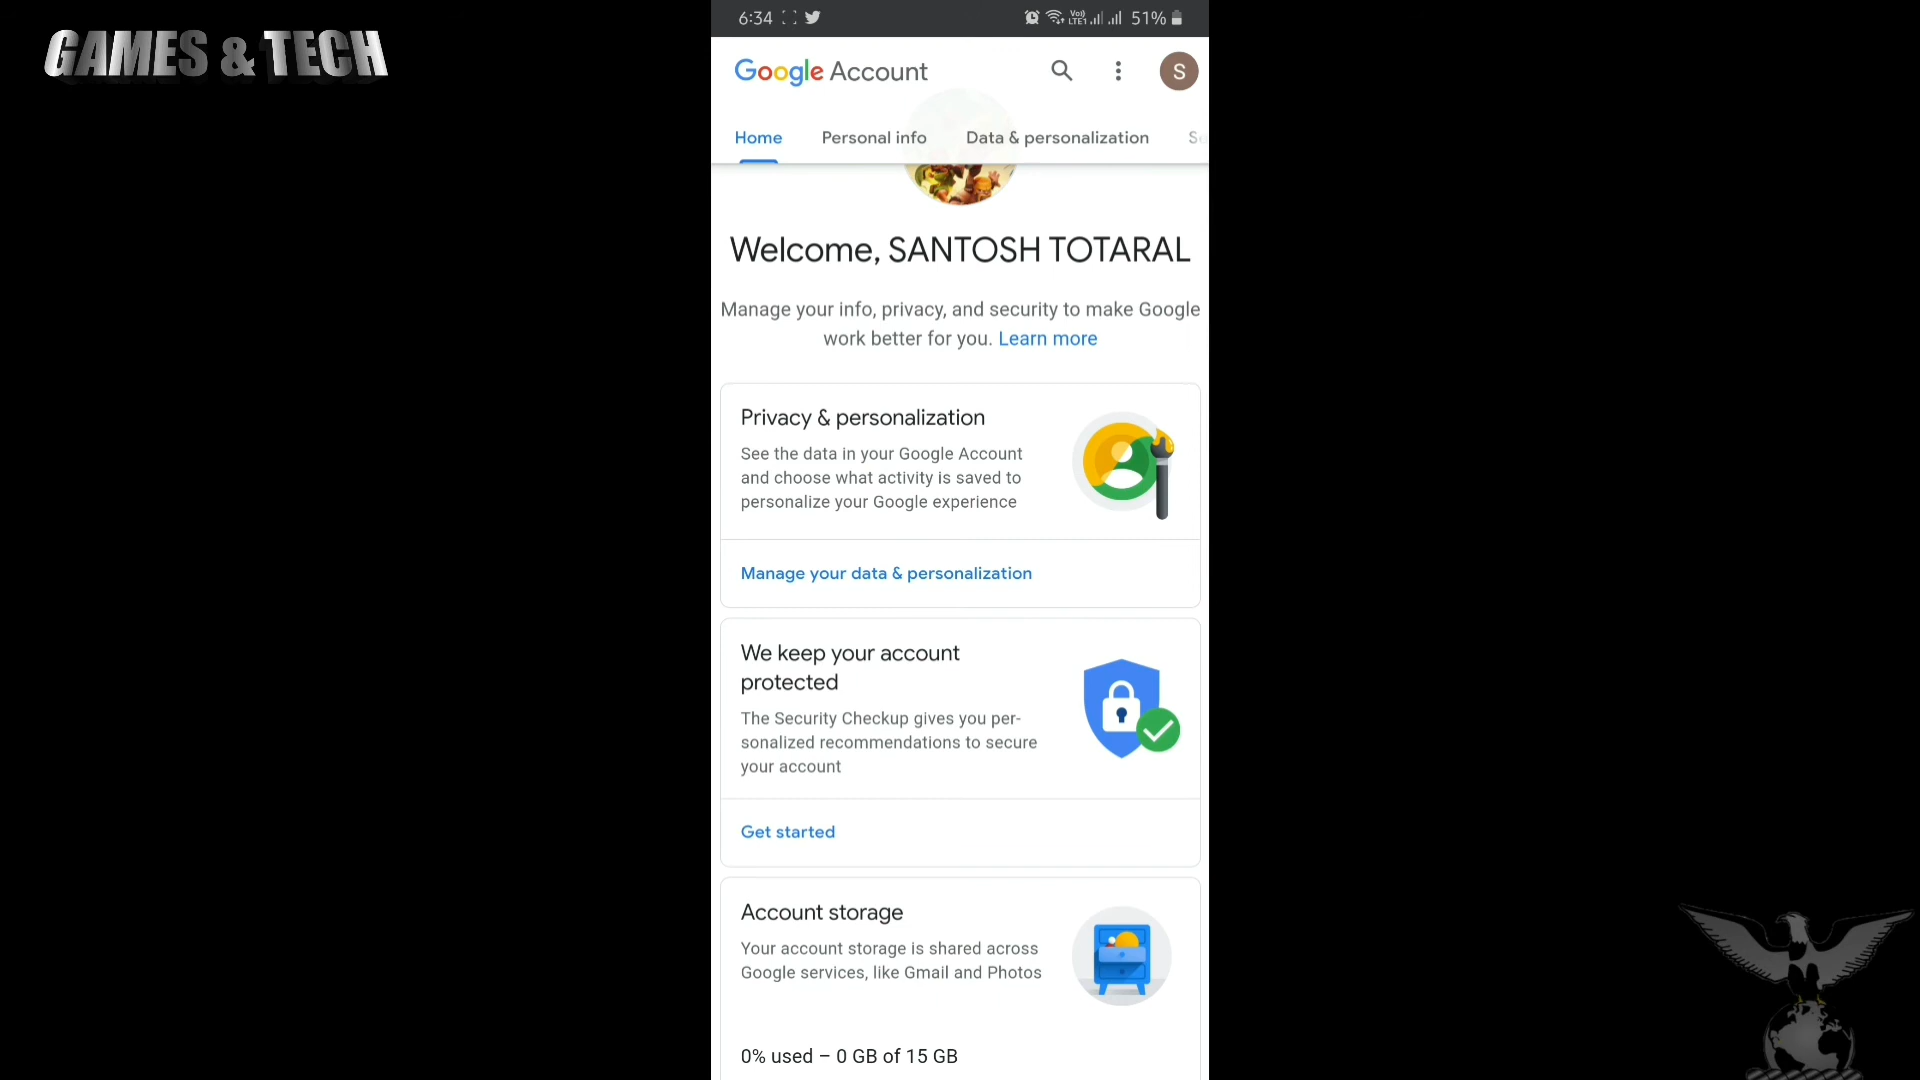 GAMES & TECH
6:34 Vo) LTE1 51%
Google Account S
Home Personal info Data & personalization
Welcome, SANTOSH TOTARAL
Manage your info, privacy, and security to make Google
work better for you. Learn more
Privacy & personalization
See the data in your Google Account
and choose what activity is saved to
personalize your Google experience
Manage your data & personalization
We keep your account
protected
The Security Checkup gives you per-
sonalized recommendations to secure
your account
Get started
Account storage
Your account storage is shared across
Google services, like Gmail and Photos
0% used – 0 GB of 15 GB